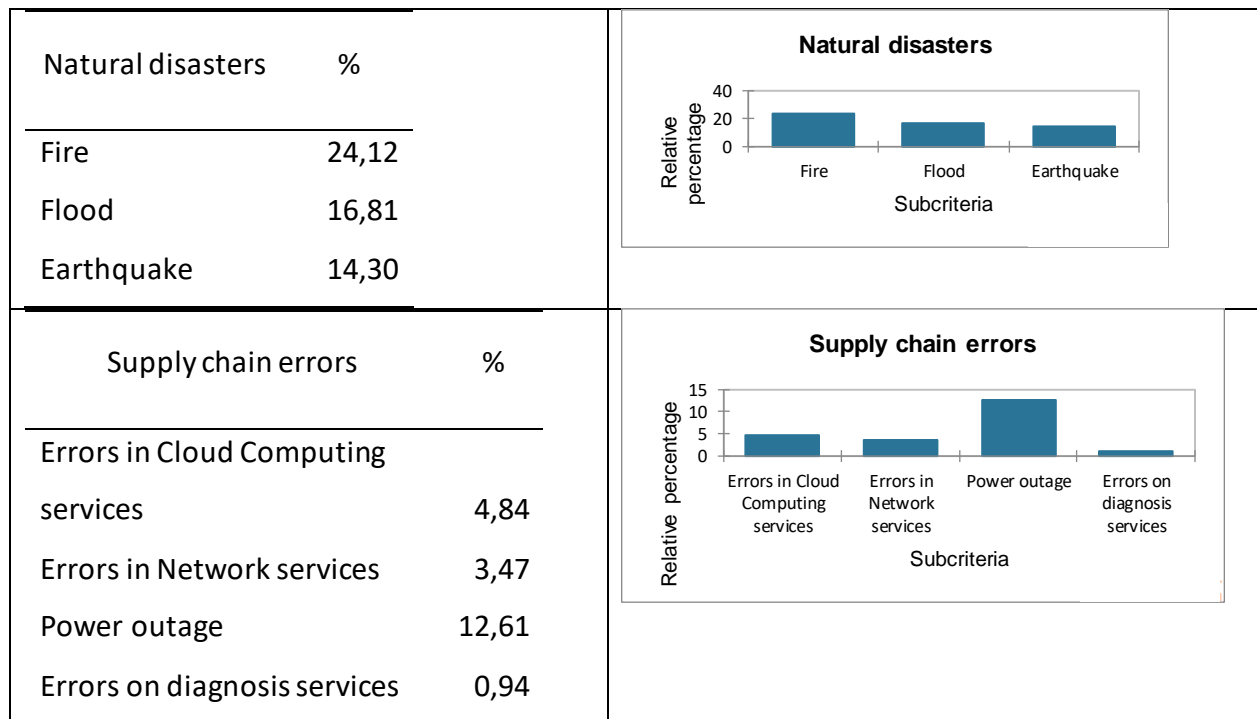 Natural disasters %
Fire 24,12
Flood 16,81
Earthquake 14,30
Natural disasters
Relative
percentage
40
20
0
Fire Flood Earthquake
Subcriteria
Supply chain errors %
Errors in Cloud Computing
services 4,84
Errors in Network services 3,47
Power outage 12,61
Errors on diagnosis services 0,94
Supply chain errors
Relative percentage
15
10
5
0
Errors in Cloud
Computing
services
Errors in
Network
services
Power outage
Errors on
diagnosis
services
Subcriteria